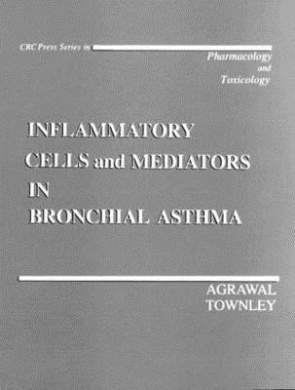 CRC Press Series in
Pharmacology
and
Toxicology
INFLAMMATORY
CELLS and MEDIATORS
IN
BRONCHIAL ASTHMA
AGRAWAL
TOWNLEY